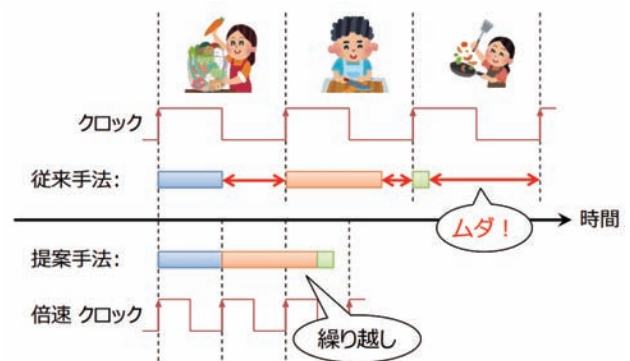 クロック
従来手法:
ムダ！
時間
提案手法:
繰り越し
倍速 クロック